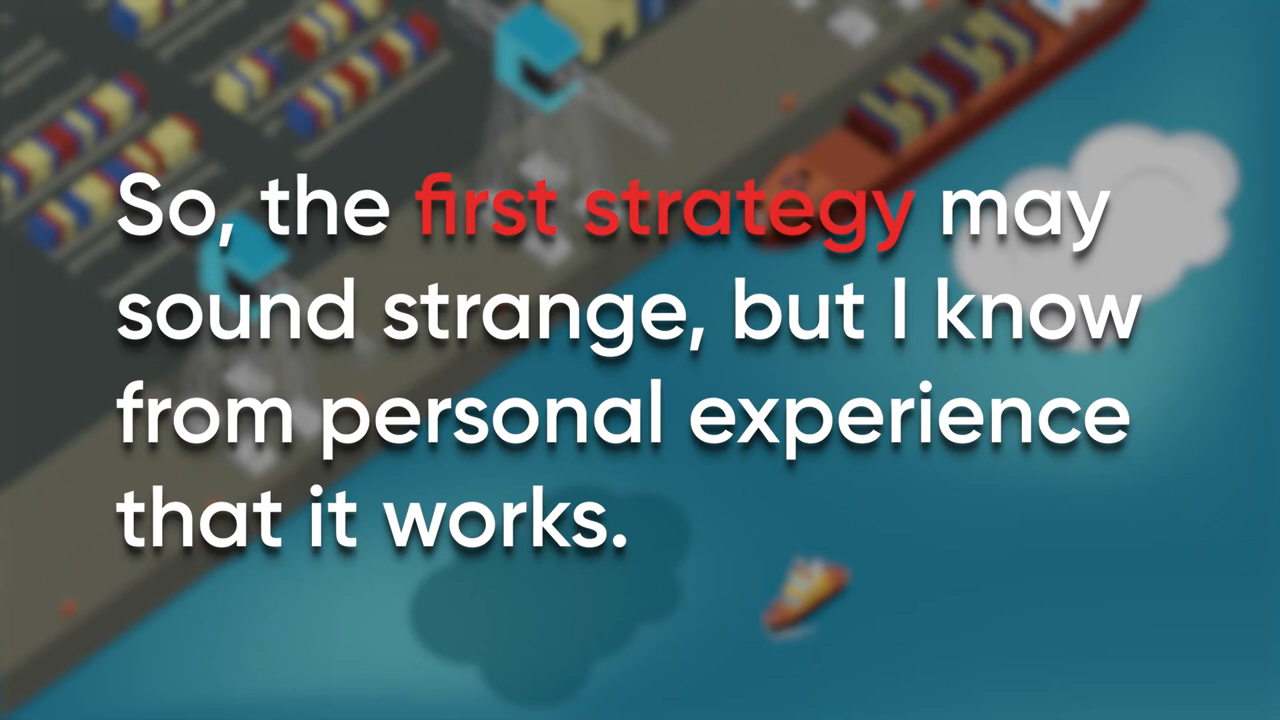 So, the first strategy may
sound strange, but I know
from personal experience
that it works.